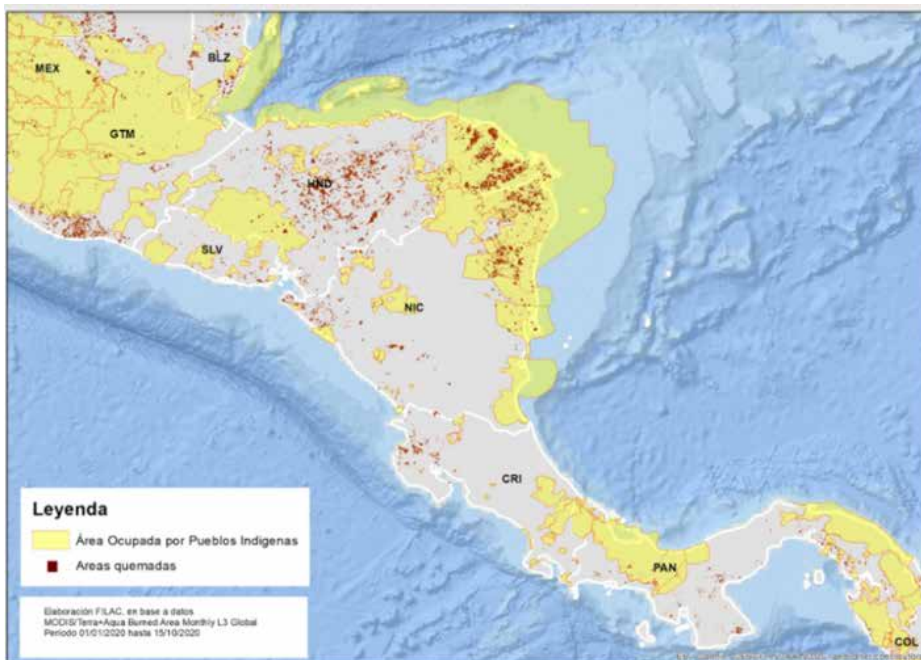 BLZ
MEX
GTM
HND
SLV
NIC
CRI
PAN
COL
Leyenda
Área Ocupada por Pueblos Indigenas
Areas quemadas
Elaboración FILAC, en base a datos
MODIS/Terra+Aqua Burned Area Monthly L3 Global
Período 01/01/2020 hasta 15/10/2020